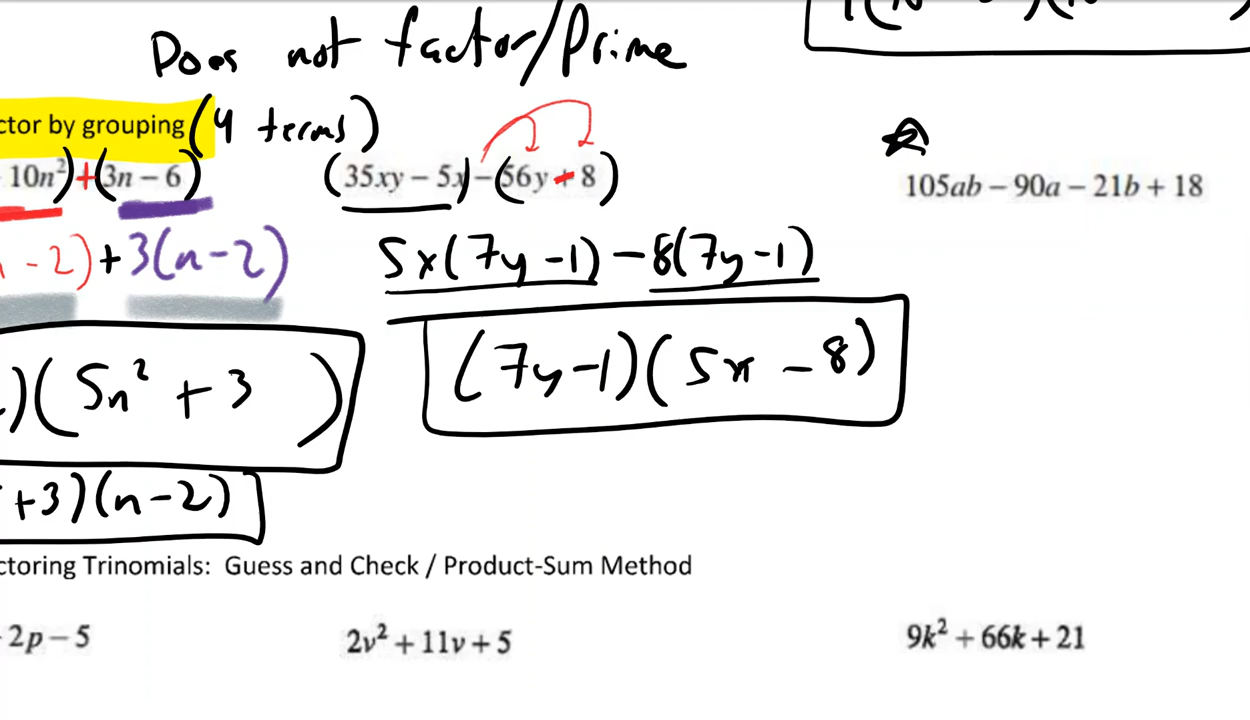 Does not factor/Prime
ctor by grouping (4 terms)
10n²) + (3n − 6)
(35xy − 5x) − (56y − 8)
105ab − 90a − 21b + 18
− 2) + 3(n − 2)
5x(7y − 1) − 8(7y − 1)
)(5n² + 3)
(7y − 1)(5x − 8)
+3)(n − 2)
ctoring Trinomials: Guess and Check / Product-Sum Method
2p − 5
2v² + 11v + 5
9k² + 66k + 21